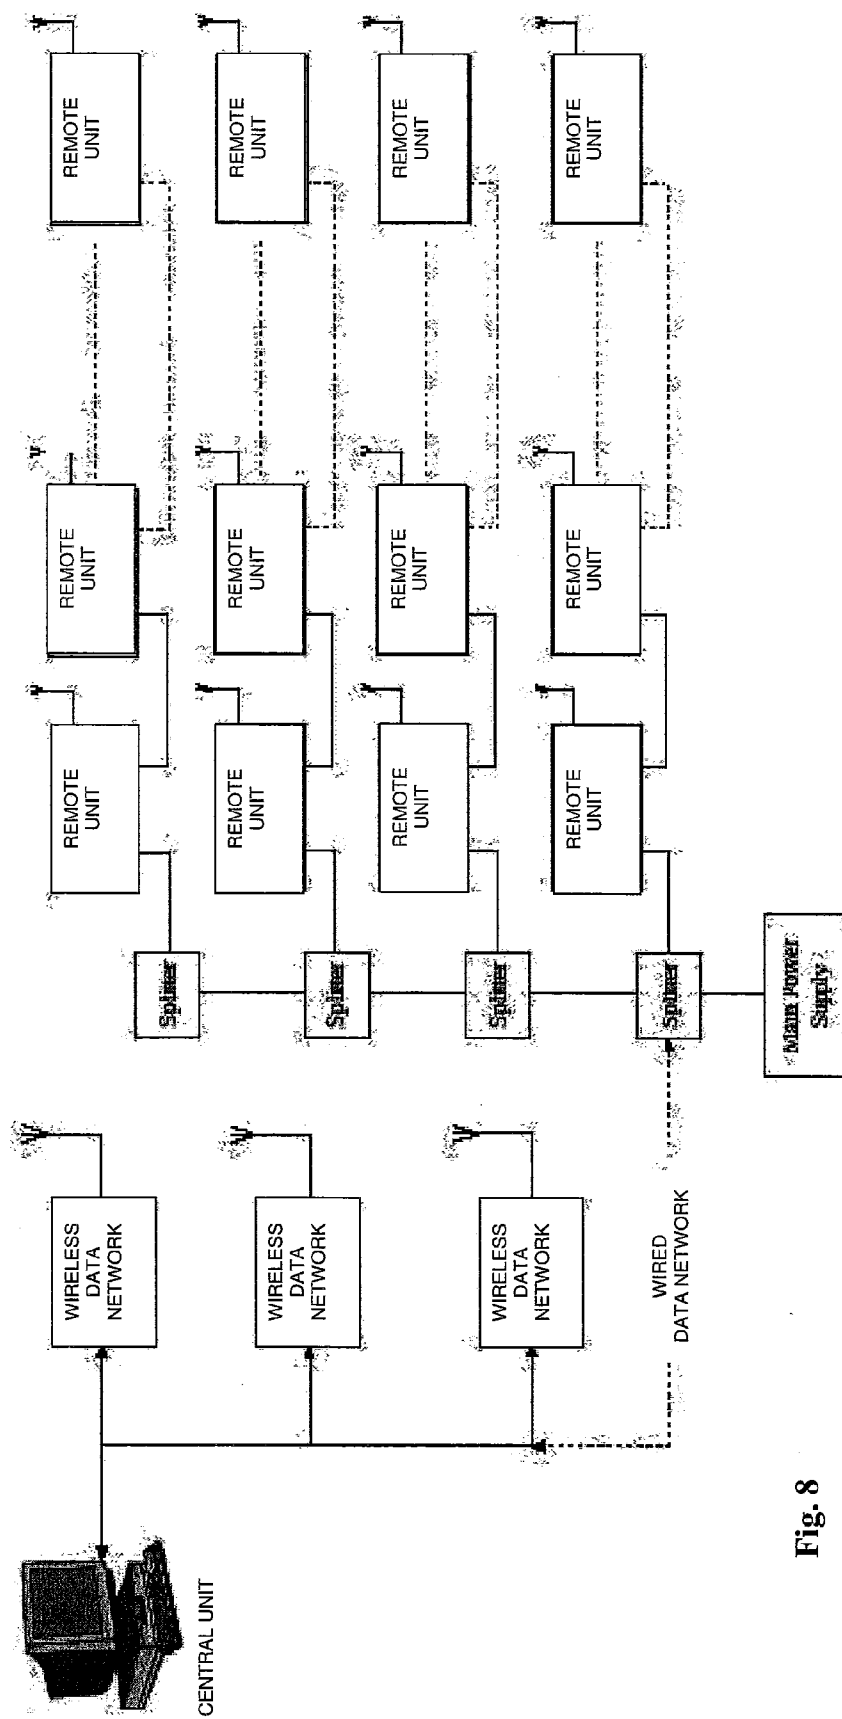 WIRELESS
DATA
NETWORK
REMOTE
UNIT
REMOTE
UNIT
REMOTE
UNIT
Splitter
CENTRAL UNIT
WIRELESS
DATA
NETWORK
REMOTE
UNIT
REMOTE
UNIT
REMOTE
UNIT
Splitter
WIRELESS
DATA
NETWORK
REMOTE
UNIT
REMOTE
UNIT
REMOTE
UNIT
Splitter
WIRED
DATA NETWORK
REMOTE
UNIT
REMOTE
UNIT
REMOTE
UNIT
Splitter
Main Power
Supply
Fig. 8